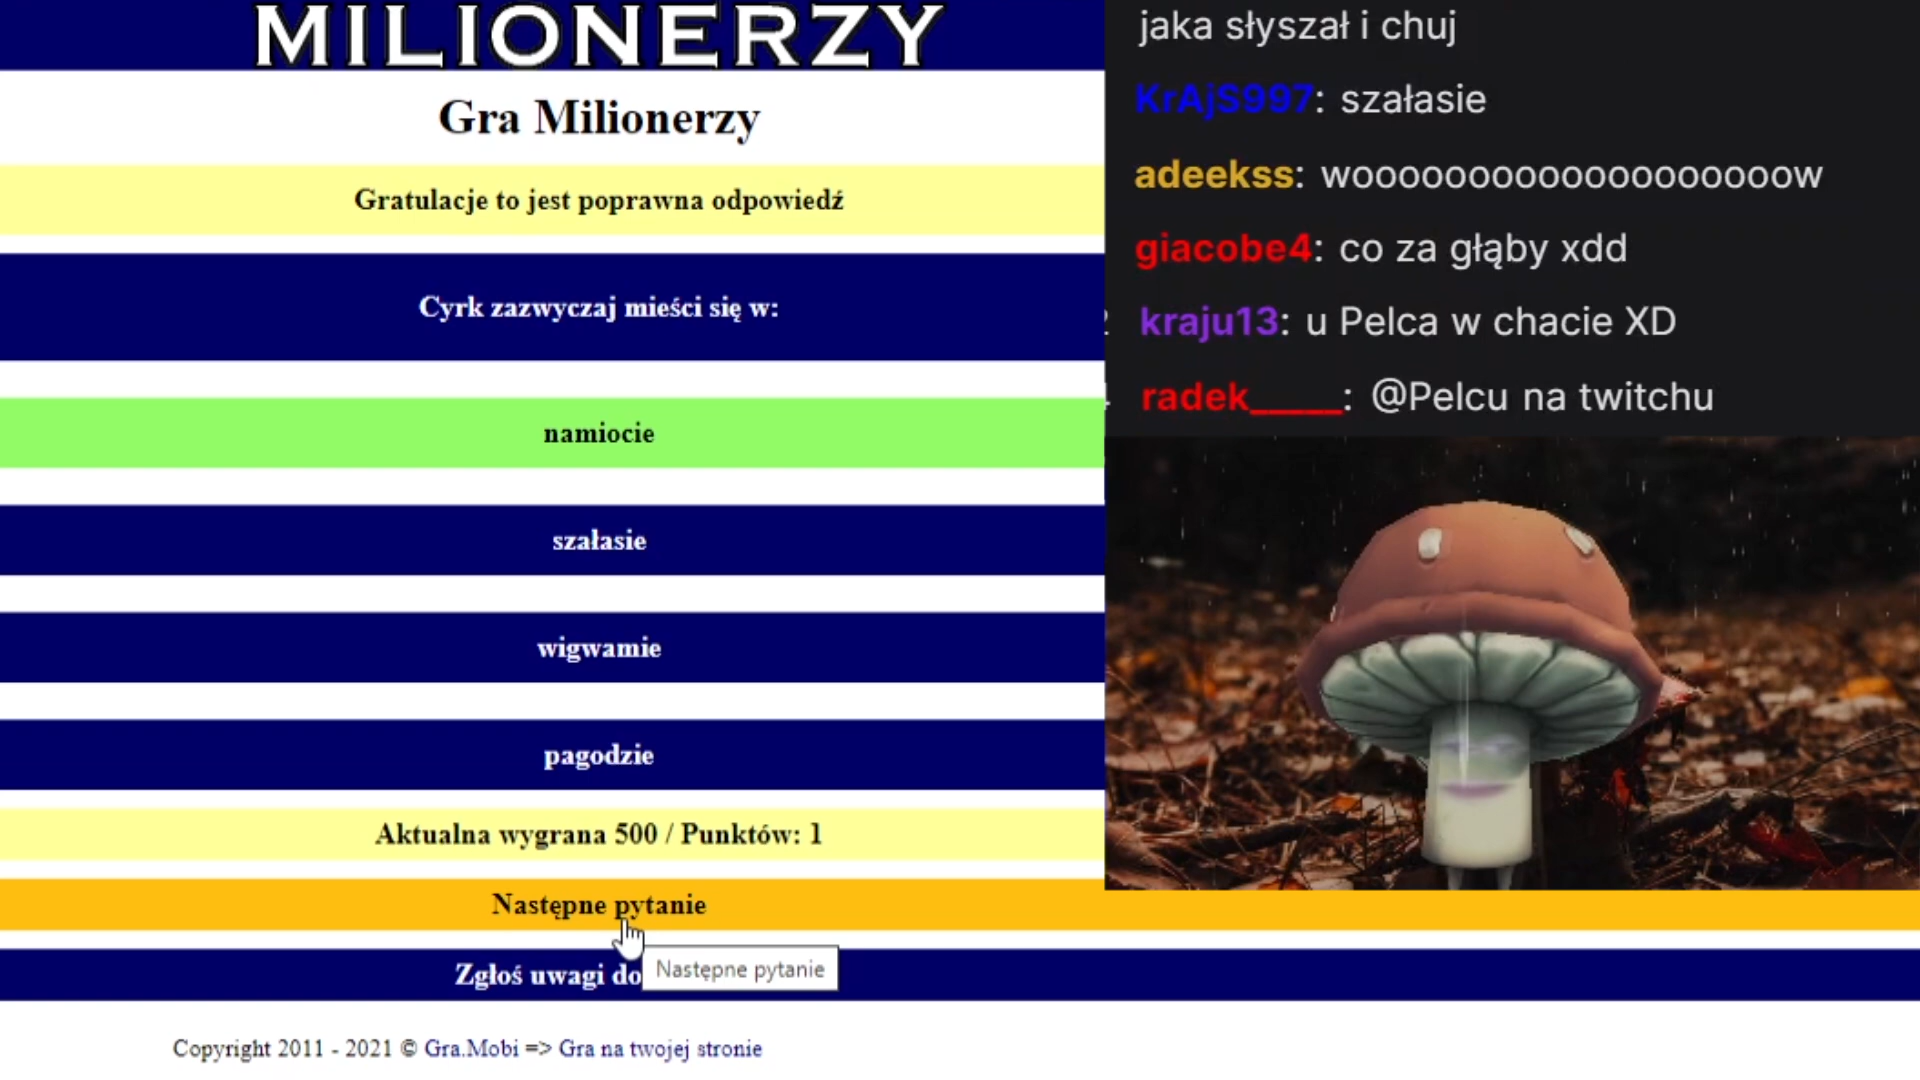 MILIONERZY
Gra Milionerzy
Gratulacje to jest poprawna odpowiedź
Cyrk zazwyczaj mieści się w:
namiocie
szałasie
wigwamie
pagodzie
Aktualna wygrana 500 / Punktów: 1
Następne pytanie
Następne pytanie
Zgłoś uwagi do
Copyright 2011 - 2021 © Gra.Mobi => Gra na twojej stronie
jaka słyszał i chuj
KrAjS997: szałasie
adeekss: woooooooooooooooooooow
giacobe4: co za głąby xdd
kraju13: u Pelca w chacie XD
radek_____: @Pelcu na twitchu